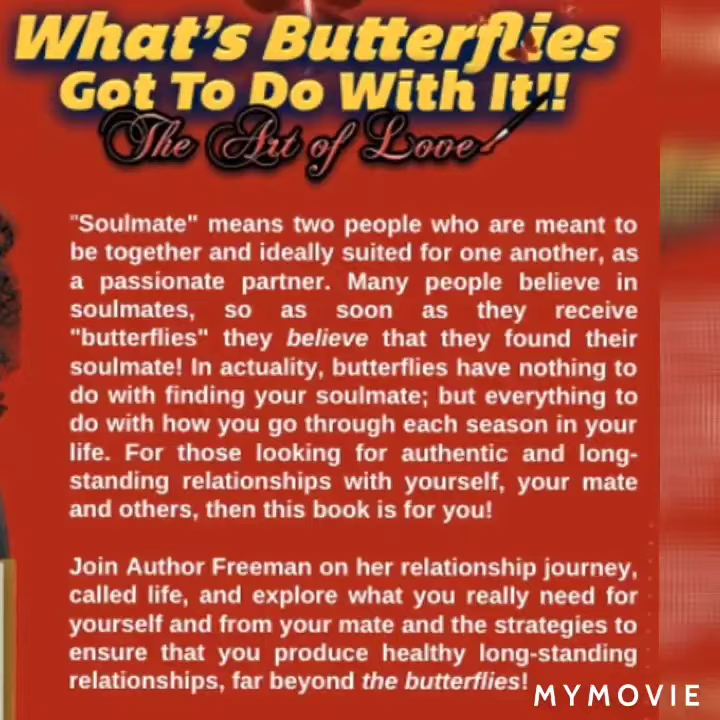 What's Butterflies
Got To Do With It!!
The Art of Love
"Soulmate" means two people who are meant to
be together and ideally suited for one another, as
a passionate partner. Many people believe in
soulmates, so as soon as they receive
"butterflies" they believe that they found their
soulmate! In actuality, butterflies have nothing to
do with finding your soulmate; but everything to
do with how you go through each season in your
life. For those looking for authentic and long-
standing relationships with yourself, your mate
and others, then this book is for you!
Join Author Freeman on her relationship journey,
called life, and explore what you really need for
yourself and from your mate and the strategies to
ensure that you produce healthy long-standing
relationships, far beyond the butterflies!
MYMOVIE